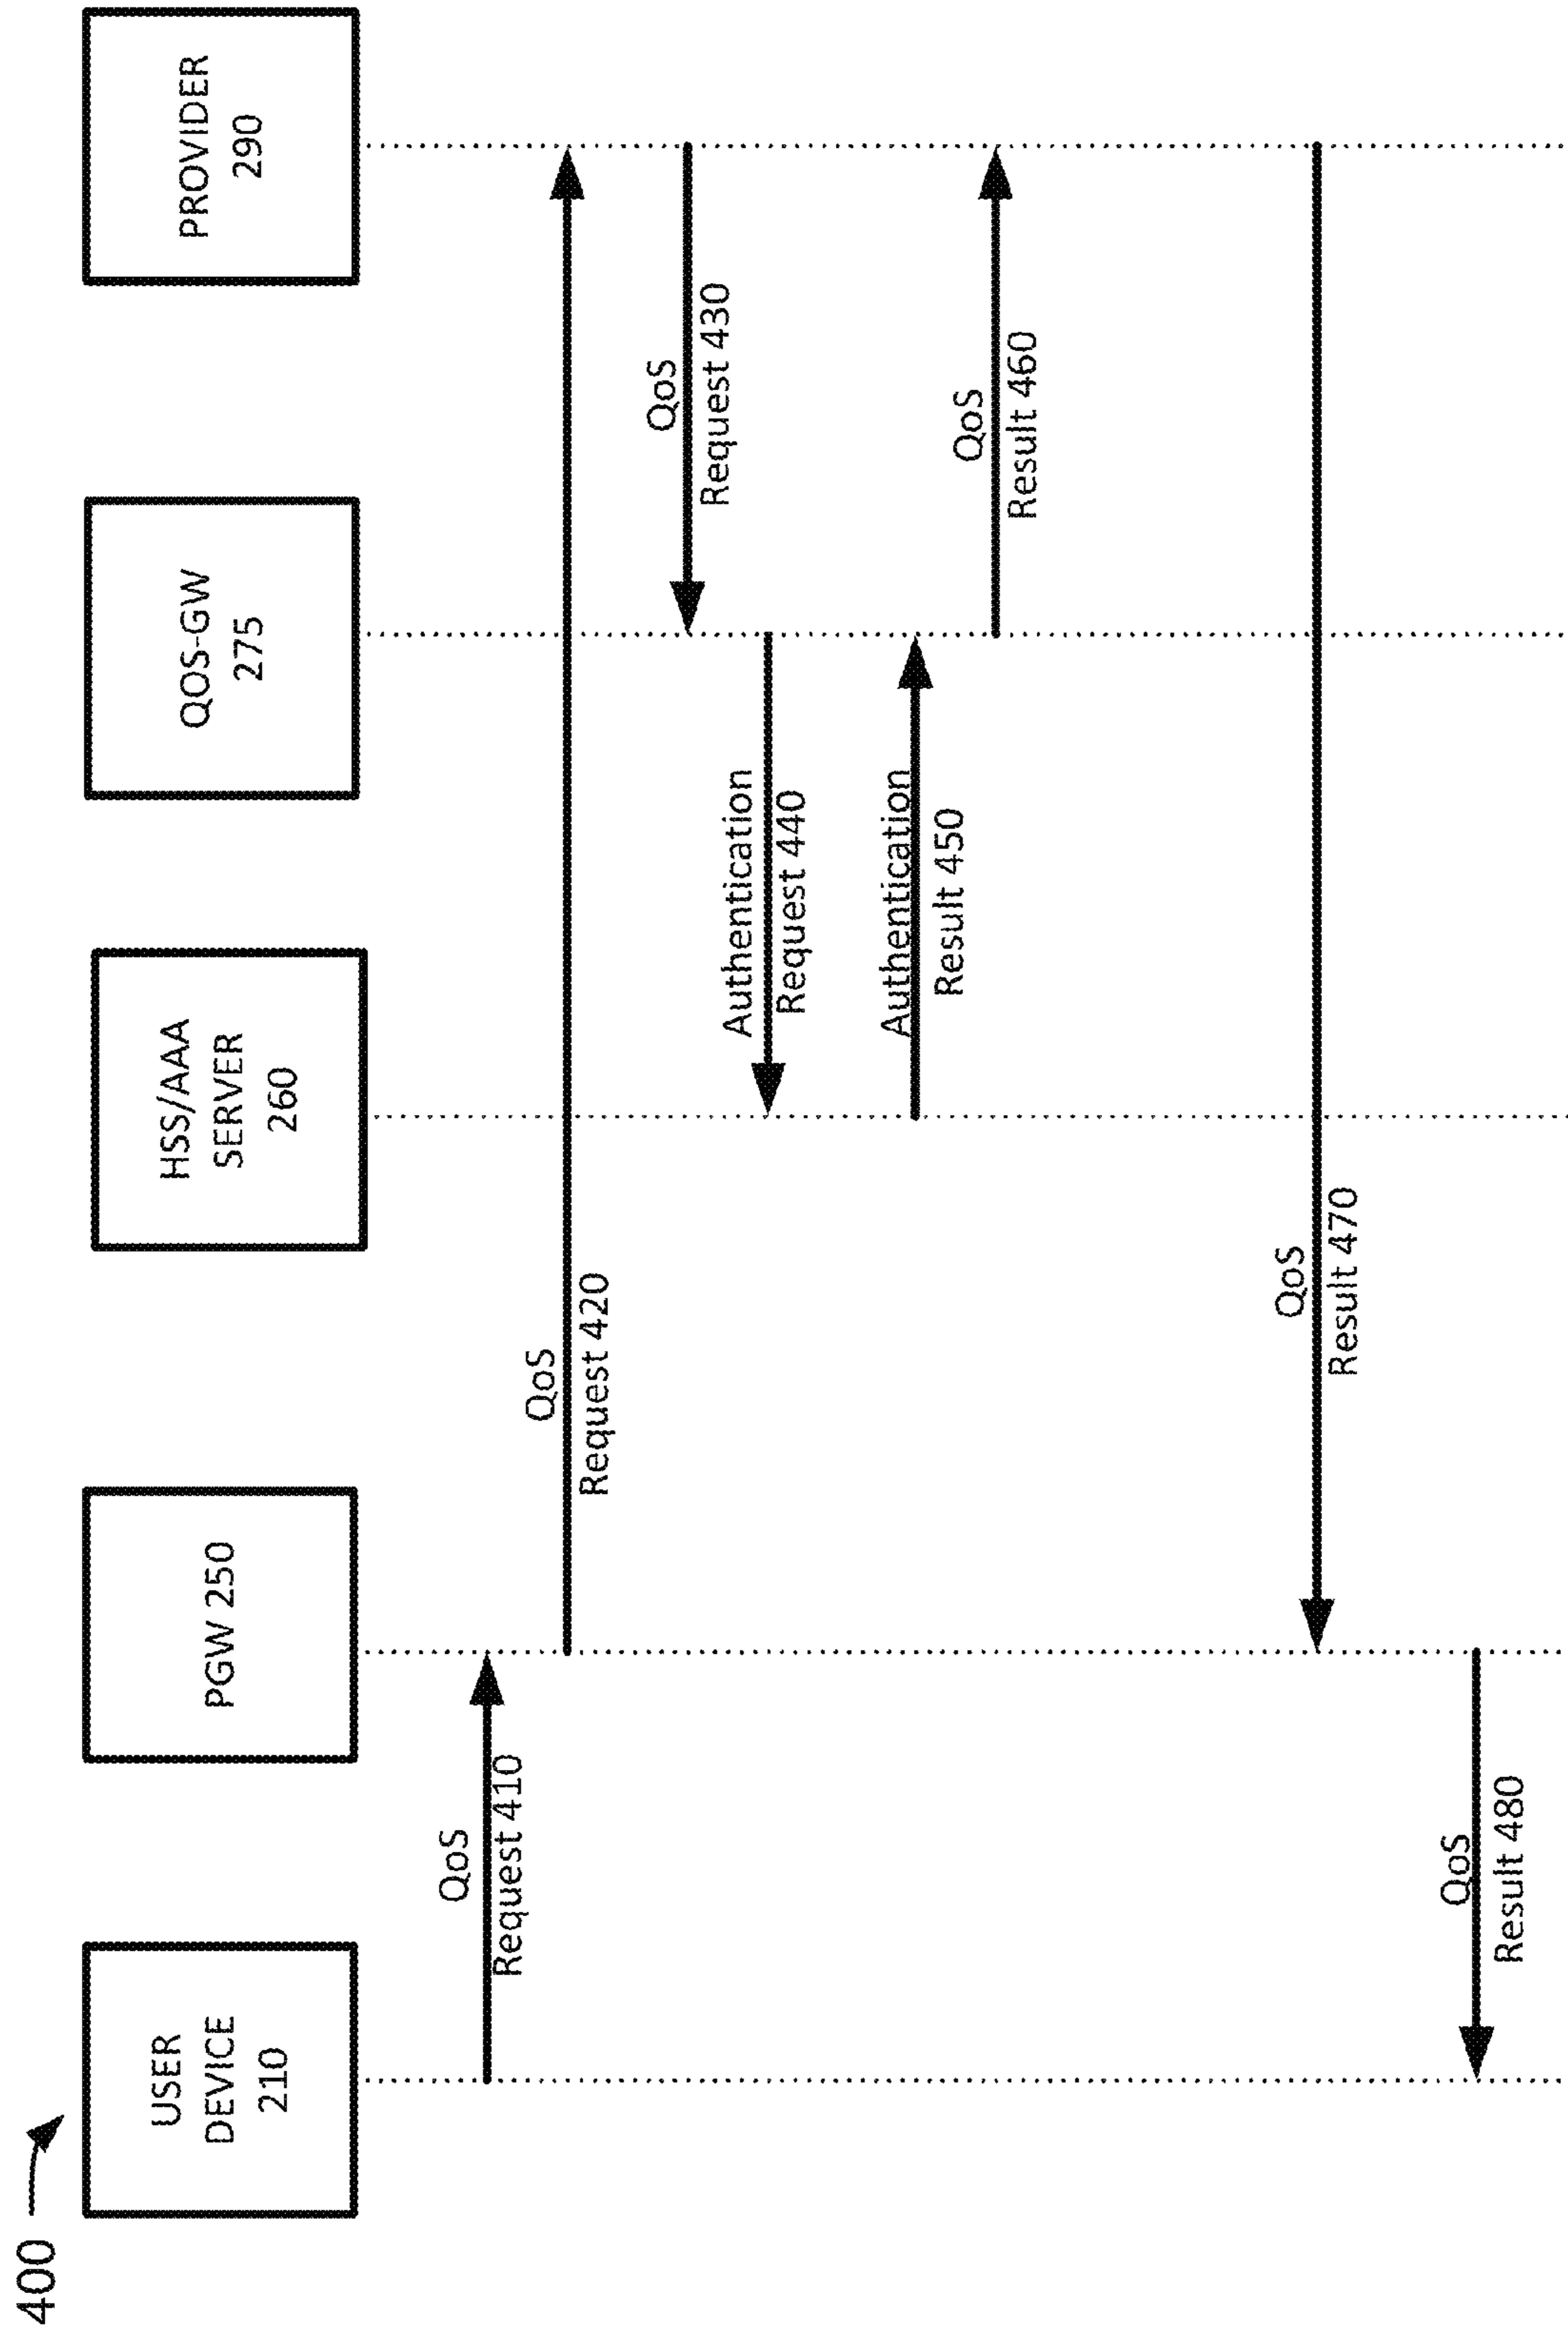 400
USER
DEVICE
210
PGW 250
HSS/AAA
SERVER
260
QOS-GW
275
PROVIDER
290
QoS
Request 410
QoS
Request 420
QoS
Request 430
Authentication
Request 440
Authentication
Result 450
QoS
Result 460
QoS
Result 470
QoS
Result 480